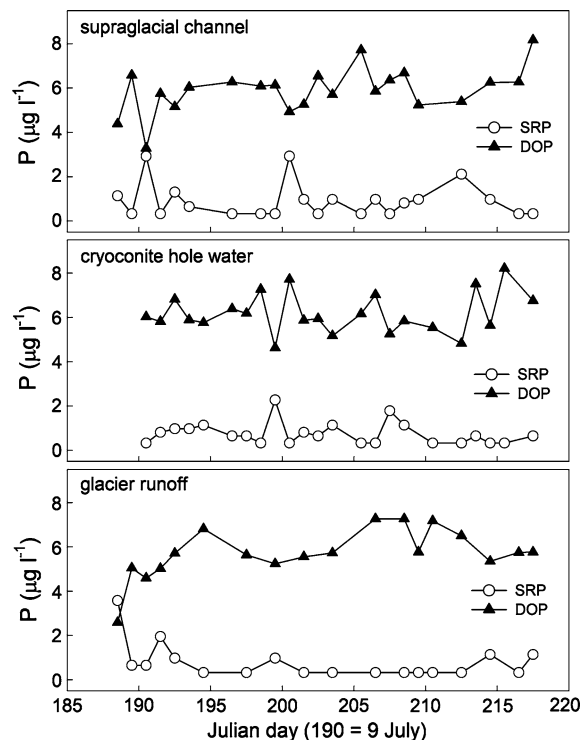 supraglacial channel
8
6
4
2
0
P (µg l⁻¹)
SRP
DOP
cryoconite hole water
8
6
4
2
0
P (µg l⁻¹)
SRP
DOP
glacier runoff
8
6
4
2
0
P (µg l⁻¹)
SRP
DOP
185 190 195 200 205 210 215 220
Julian day (190 = 9 July)